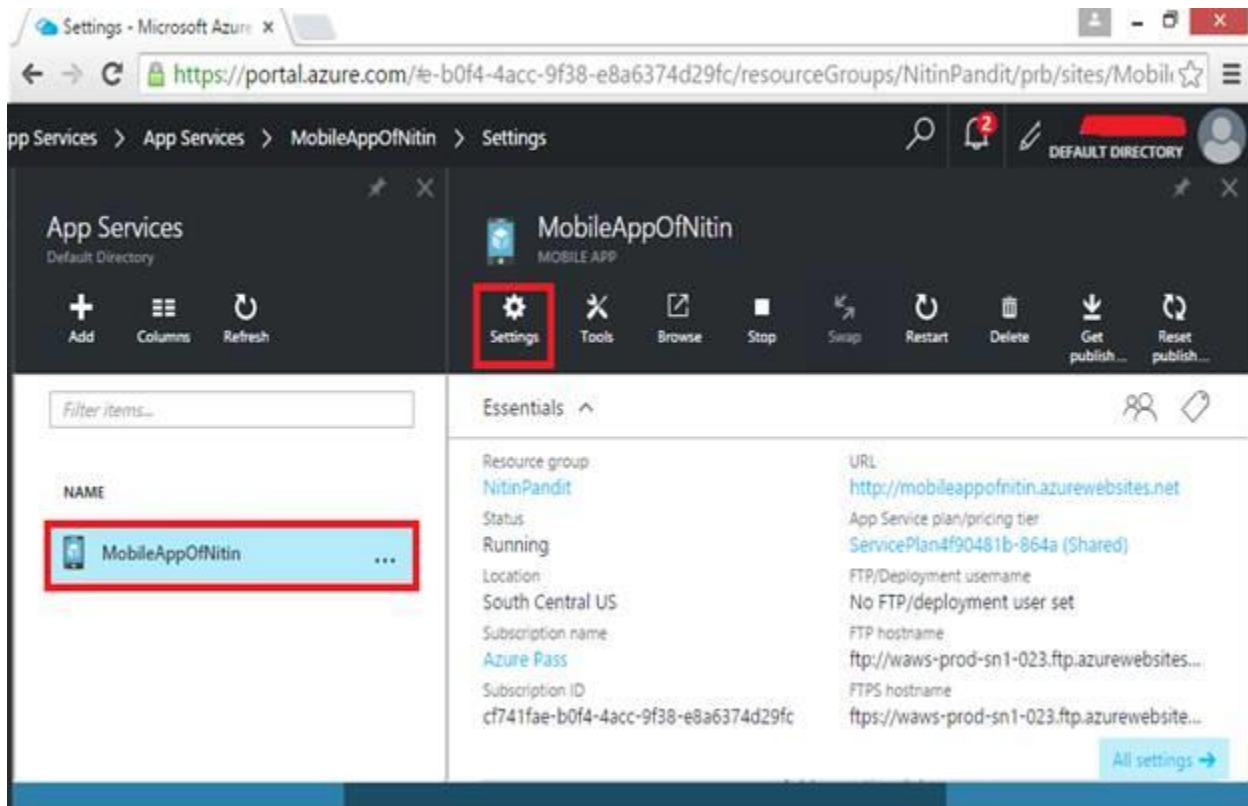 Settings - Microsoft Azure
https://portal.azure.com/#e-b0f4-4acc-9f38-e8a6374d29fc/resourceGroups/NitinPandit/prb/sites/Mobil
pp Services > App Services > MobileAppOfNitin > Settings
2
DEFAULT DIRECTORY
App Services
Default Directory
Add Columns Refresh
Filter items...
NAME
MobileAppOfNitin ...
MobileAppOfNitin
MOBILE APP
Settings Tools Browse Stop Swap Restart Delete Get publish... Reset publish...
Essentials
Resource group
NitinPandit
Status
Running
Location
South Central US
Subscription name
Azure Pass
Subscription ID
cf741fae-b0f4-4acc-9f38-e8a6374d29fc
URL
http://mobileappofnitin.azurewebsites.net
App Service plan/pricing tier
ServicePlan4f90481b-864a (Shared)
FTP/Deployment username
No FTP/deployment user set
FTP hostname
ftp://waws-prod-sn1-023.ftp.azurewebsites...
FTPS hostname
ftps://waws-prod-sn1-023.ftp.azurewebsite...
All settings →